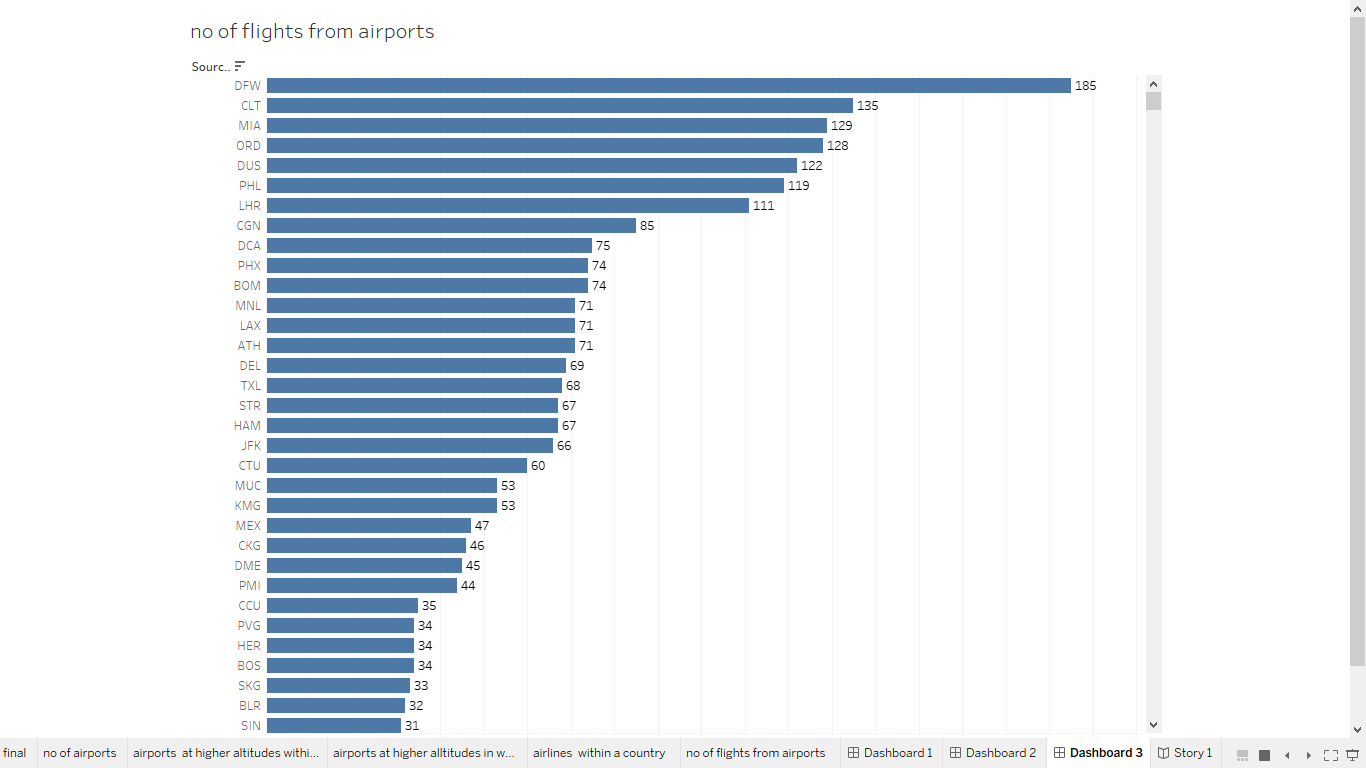 no of flights from airports
Sourc..
DFW 185
CLT 135
MIA 129
ORD 128
DUS 122
PHL 119
LHR 111
CGN 85
DCA 75
PHX 74
BOM 74
MNL 71
LAX 71
ATH 71
DEL 69
TXL 68
STR 67
HAM 67
JFK 66
CTU 60
MUC 53
KMG 53
MEX 47
CKG 46
DME 45
PMI 44
CCU 35
PVG 34
HER 34
BOS 34
SKG 33
BLR 32
SIN 31
final no of airports airports at higher altitudes withi... airports at higher alltitudes in w... airlines within a country no of flights from airports Dashboard 1 Dashboard 2 Dashboard 3 Story 1